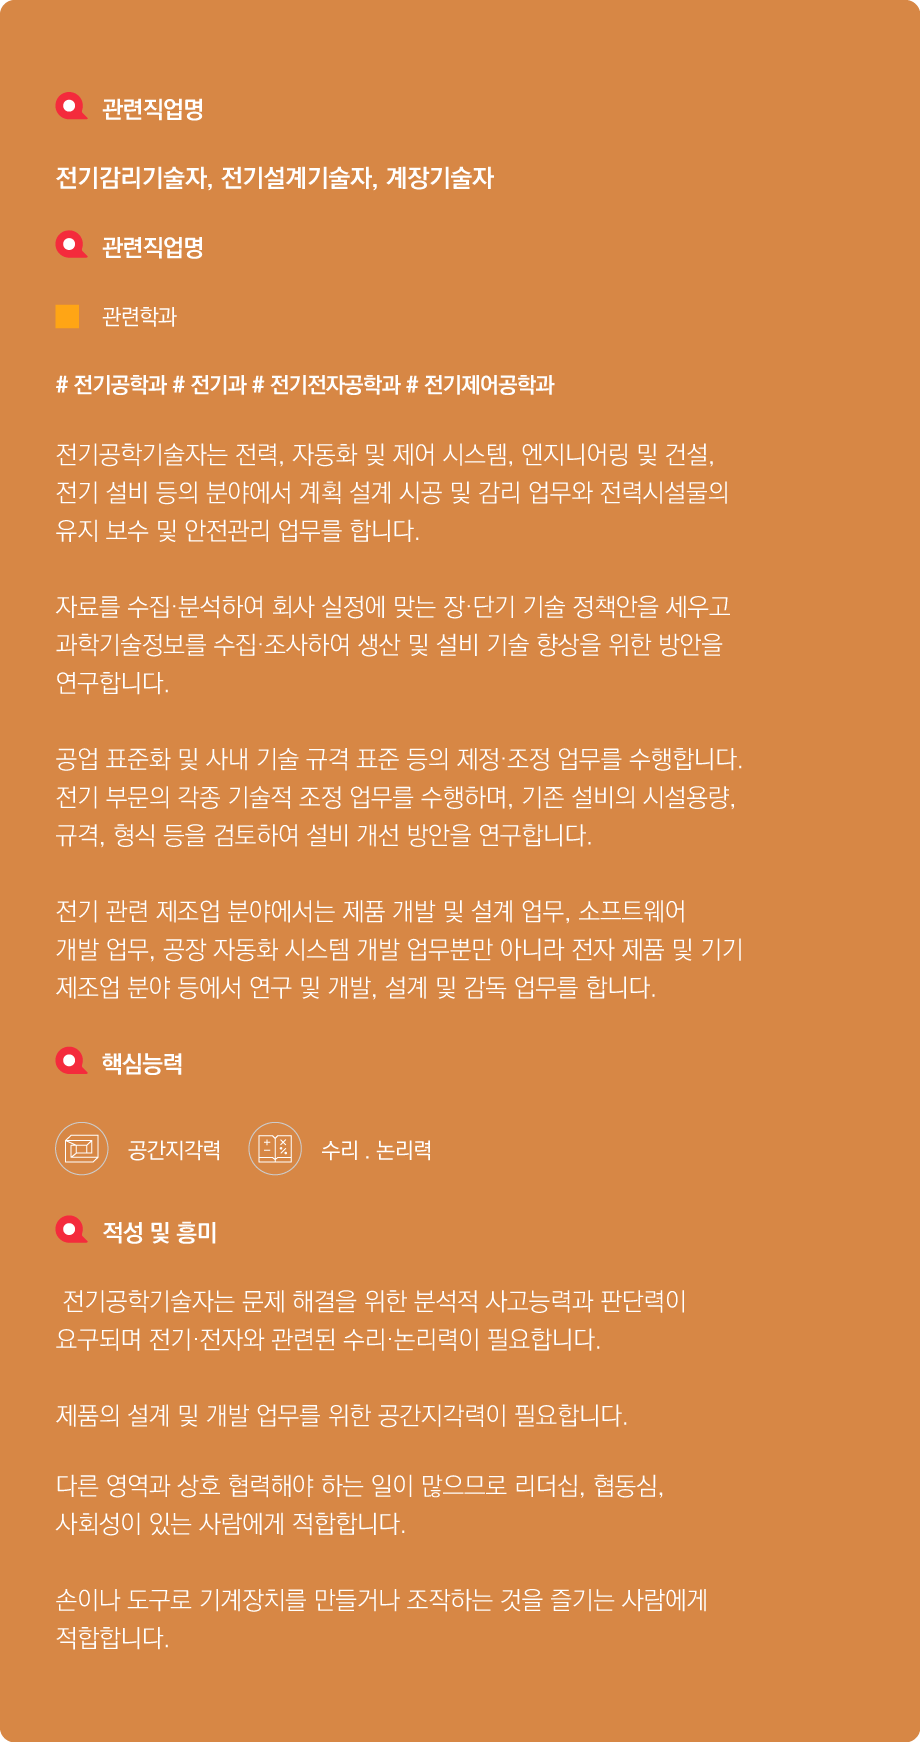 관련직업명
전기감리기술자, 전기설계기술자, 계장기술자
관련직업명
관련학과
# 전기공학과 # 전기과 # 전기전자공학과 # 전기제어공학과
전기공학기술자는 전력, 자동화 및 제어 시스템, 엔지니어링 및 건설,
전기 설비 등의 분야에서 계획 설계 시공 및 감리 업무와 전력시설물의
유지 보수 및 안전관리 업무를 합니다.
자료를 수집·분석하여 회사 실정에 맞는 장·단기 기술 정책안을 세우고
과학기술정보를 수집·조사하여 생산 및 설비 기술 향상을 위한 방안을
연구합니다.
공업 표준화 및 사내 기술 규격 표준 등의 제정·조정 업무를 수행합니다.
전기 부문의 각종 기술적 조정 업무를 수행하며, 기존 설비의 시설용량,
규격, 형식 등을 검토하여 설비 개선 방안을 연구합니다.
전기 관련 제조업 분야에서는 제품 개발 및 설계 업무, 소프트웨어
개발 업무, 공장 자동화 시스템 개발 업무뿐만 아니라 전자 제품 및 기기
제조업 분야 등에서 연구 및 개발, 설계 및 감독 업무를 합니다.
핵심능력
공간지각력 수리 . 논리력
적성 및 흥미
전기공학기술자는 문제 해결을 위한 분석적 사고능력과 판단력이
요구되며 전기·전자와 관련된 수리·논리력이 필요합니다.
제품의 설계 및 개발 업무를 위한 공간지각력이 필요합니다.
다른 영역과 상호 협력해야 하는 일이 많으므로 리더십, 협동심,
사회성이 있는 사람에게 적합합니다.
손이나 도구로 기계장치를 만들거나 조작하는 것을 즐기는 사람에게
적합합니다.